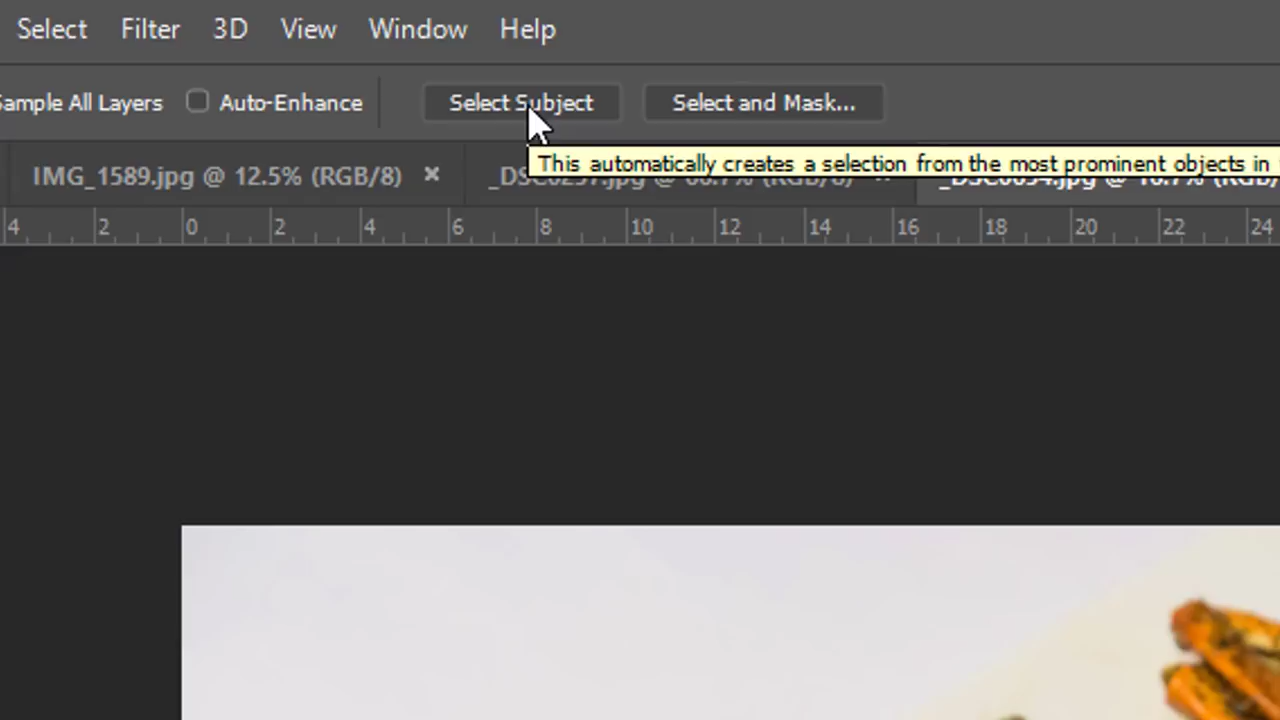 Select Filter 3D View Window Help
Sample All Layers Auto-Enhance Select Subject Select and Mask...
This automatically creates a selection from the most prominent objects in
IMG_1589.jpg @ 12.5% (RGB/8)
4 2 0 2 4 6 8 10 12 14 16 18 20 22 24